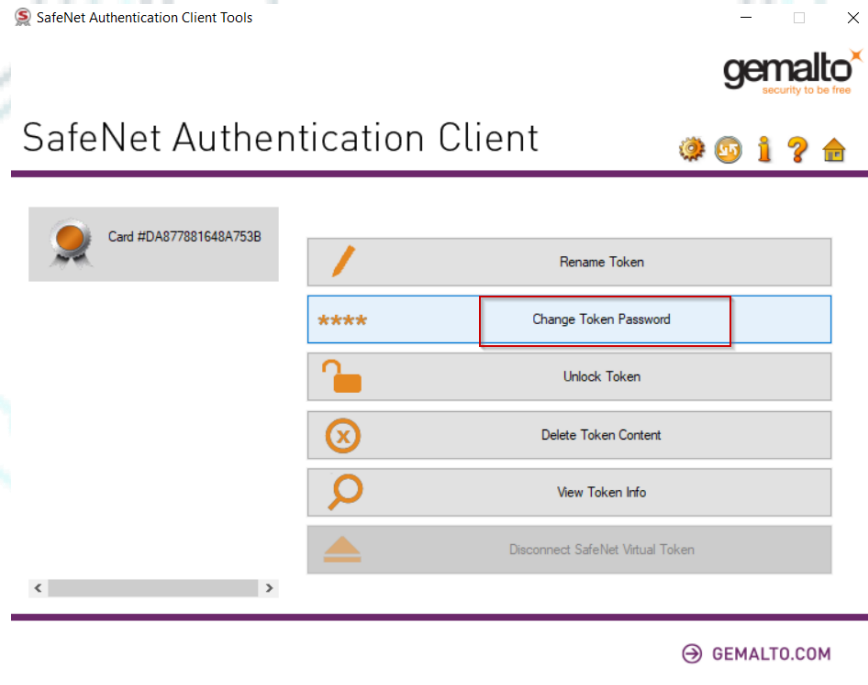 SafeNet Authentication Client Tools
gemalto
security to be free
SafeNet Authentication Client
Card #DA877881648A753B
Rename Token
**** Change Token Password
Unlock Token
Delete Token Content
View Token Info
Disconnect SafeNet Virtual Token
GEMALTO.COM